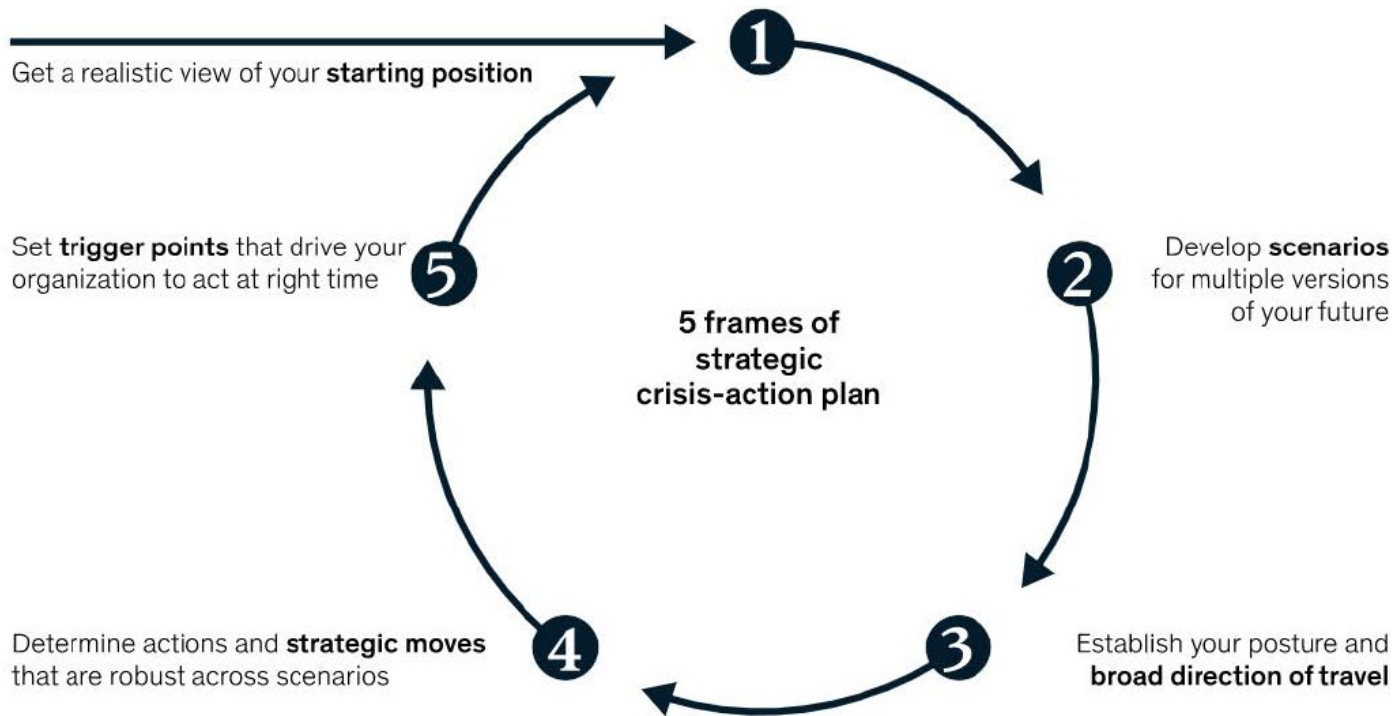 1
Get a realistic view of your starting position
2
Develop scenarios
for multiple versions
of your future
3
Establish your posture and
broad direction of travel
4
Determine actions and strategic moves
that are robust across scenarios
5
Set trigger points that drive your
organization to act at right time
5 frames of
strategic
crisis-action plan